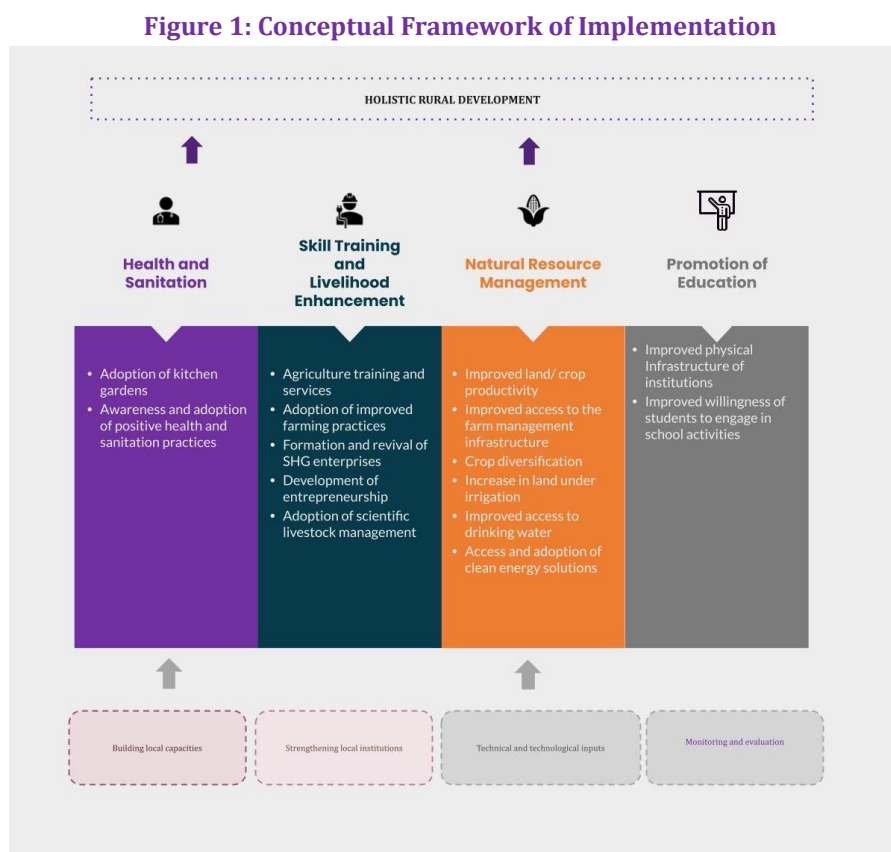 Figure 1: Conceptual Framework of Implementation
HOLISTIC RURAL DEVELOPMENT
Health and
Sanitation
Skill Training
and
Livelihood
Enhancement
Natural Resource
Management
Promotion of
Education
• Adoption of kitchen
gardens
• Awareness and adoption
of positive health and
sanitation practices
• Agriculture training and
services
• Adoption of improved
farming practices
• Formation and revival of
SHG enterprises
• Development of
entrepreneurship
• Adoption of scientific
livestock management
• Improved land/ crop
productivity
• Improved access to the
farm management
infrastructure
• Crop diversification
• Increase in land under
irrigation
• Improved access to
drinking water
• Access and adoption of
clean energy solutions
• Improved physical
Infrastructure of
institutions
• Improved willingness of
students to engage in
school activities
Building local capacities
Strengthening local institutions
Technical and technological inputs
Monitoring and evaluation